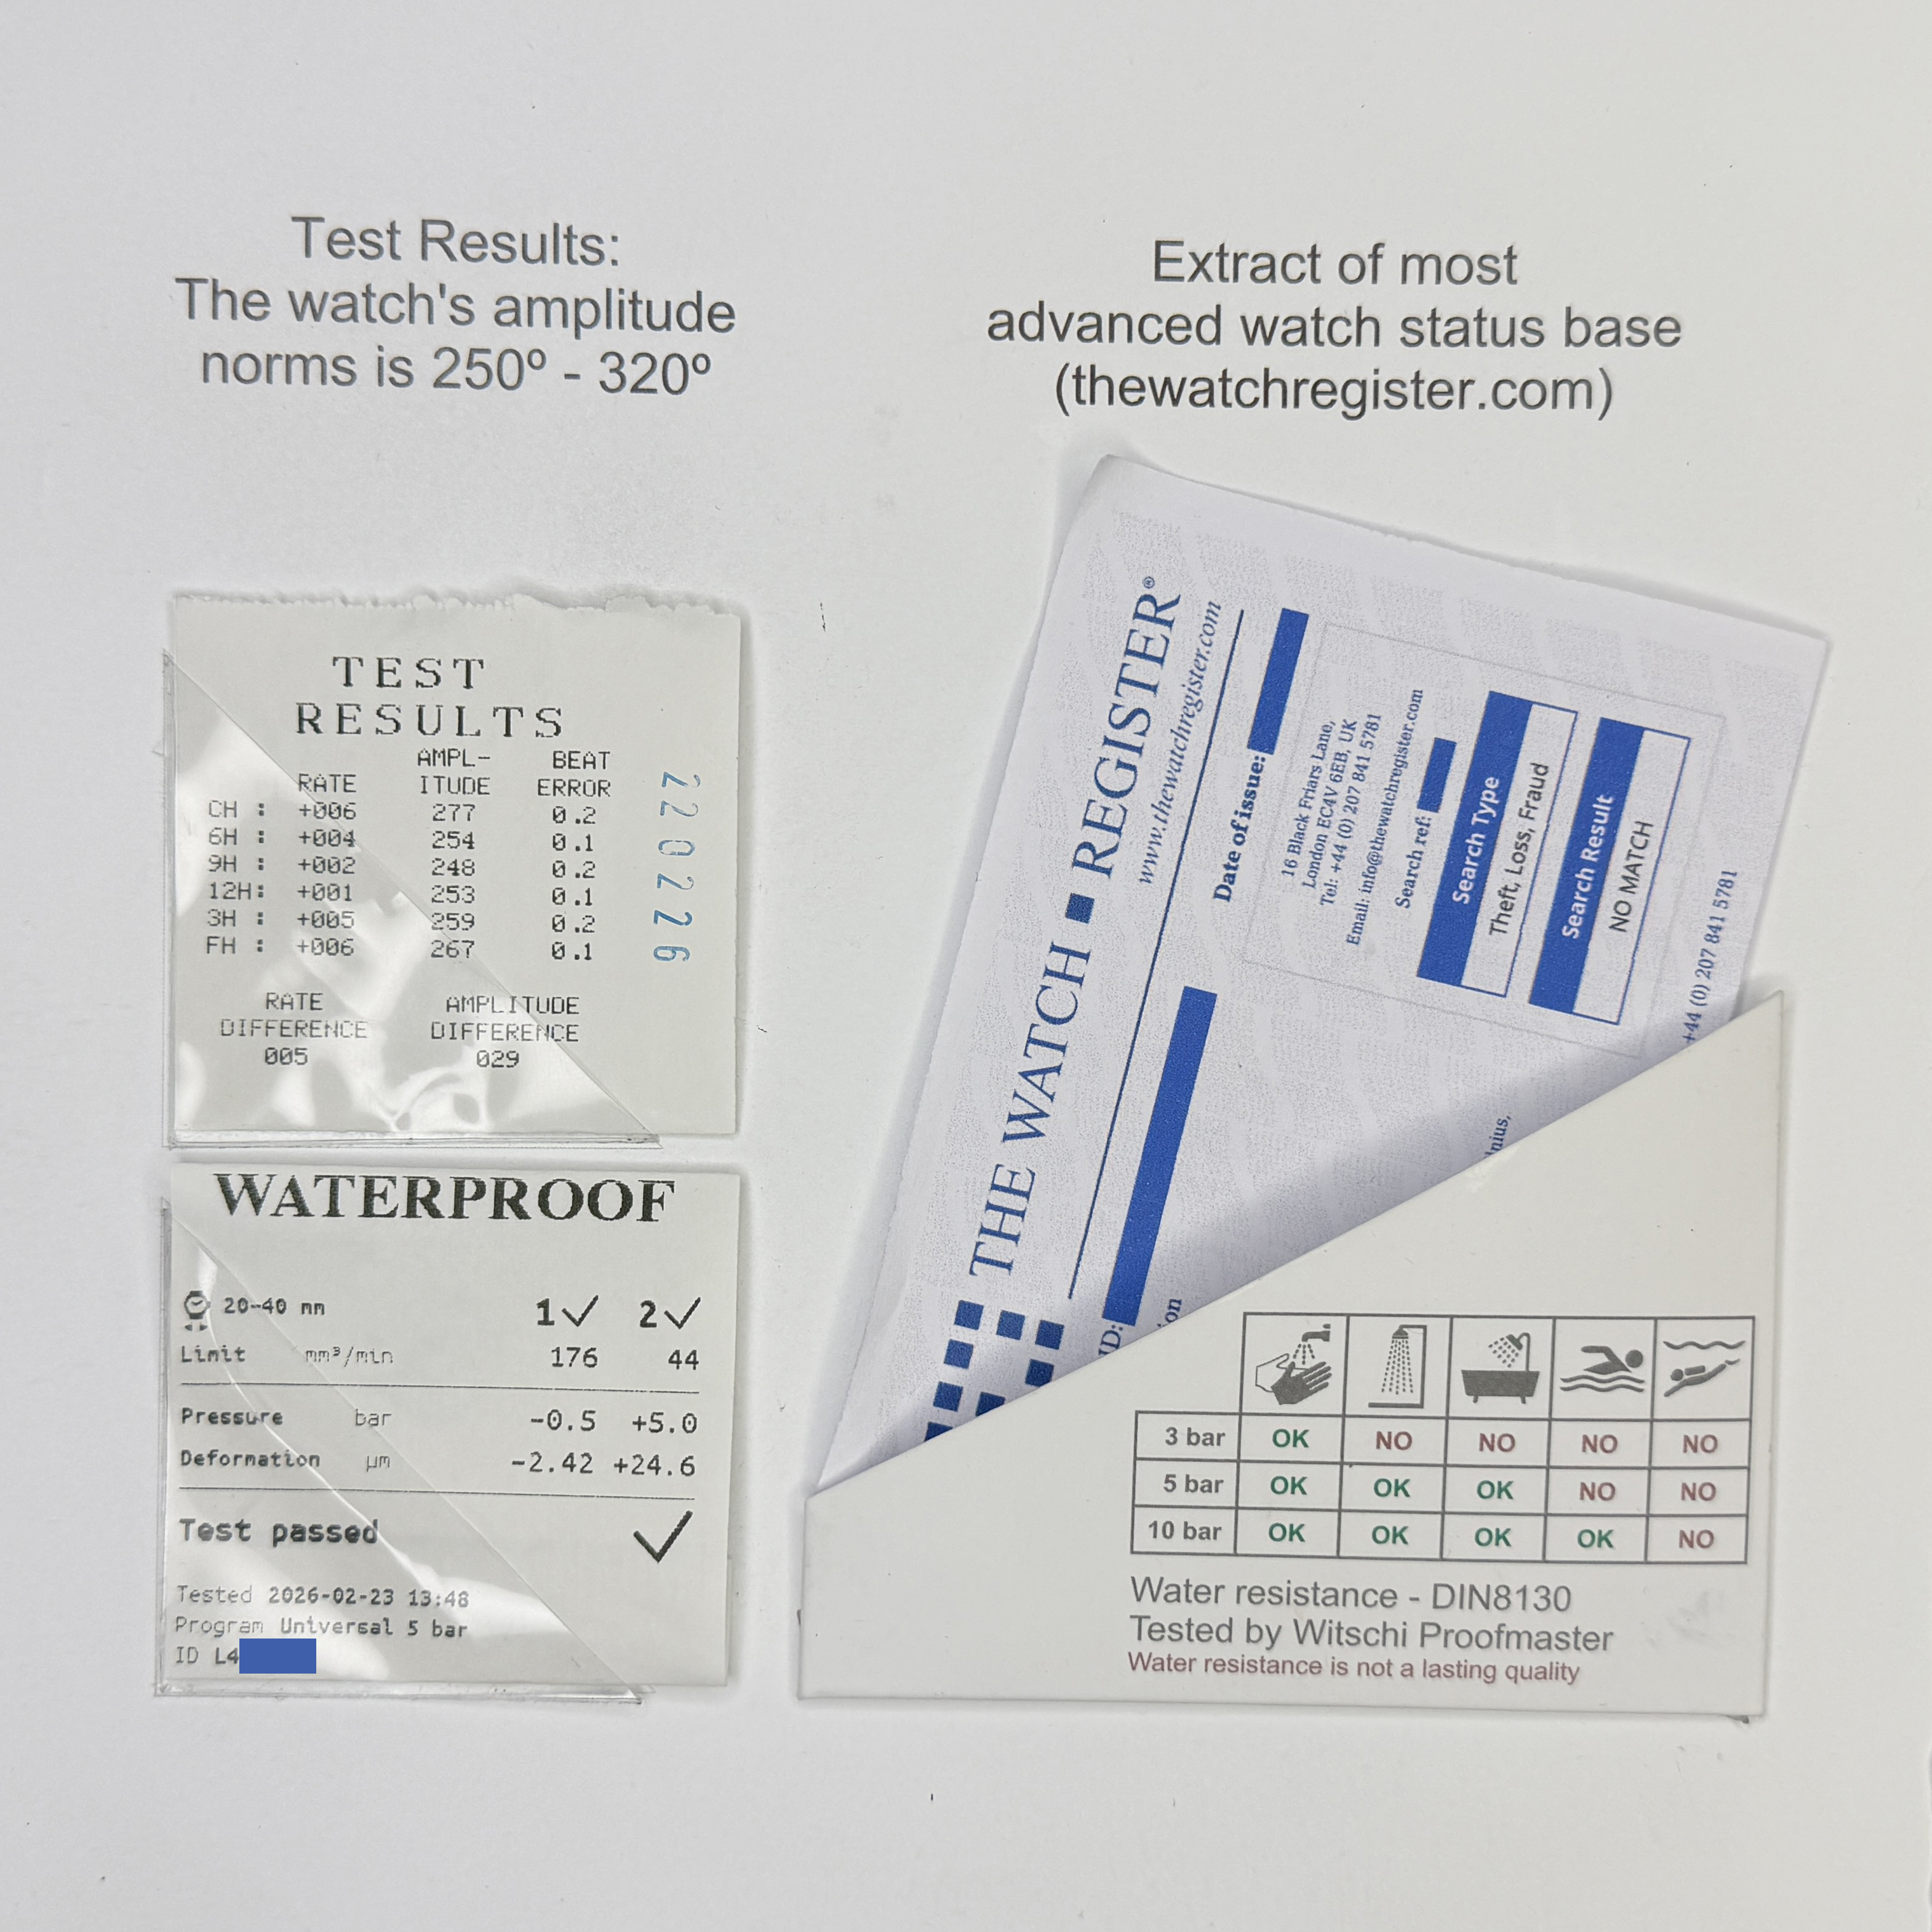 Test Results:
The watch's amplitude
norms is 250º - 320º
Extract of most
advanced watch status base
(thewatchregister.com)
TEST
RESULTS
RATE AMPL-ITUDE BEAT ERROR
CH : +006 277 0.2
6H : +004 254 0.1
9H : +002 248 0.2
12H: +001 253 0.1
3H : +005 259 0.2
FH : +006 267 0.1
RATE
DIFFERENCE
005
AMPLITUDE
DIFFERENCE
029
220226
WATERPROOF
20-40 mm 1✓ 2✓
Limit mm³/min 176 44
Pressure bar -0.5 +5.0
Deformation µm -2.42 +24.6
Test passed ✓
Tested 2026-02-23 13:48
Program Universal 5 bar
ID L4
THE WATCH ■ REGISTER®
www.thewatchregister.com
Date of issue:
16 Black Friars Lane,
London EC4V 6EB, UK
Tel: +44 (0) 207 841 5781
Email: info@thewatchregister.com
Search ref:
Search Type
Theft, Loss, Fraud
Search Result
NO MATCH
+44 (0) 207 841 5781
ID:
3 bar OK NO NO NO NO
5 bar OK OK OK NO NO
10 bar OK OK OK OK NO
Water resistance - DIN8130
Tested by Witschi Proofmaster
Water resistance is not a lasting quality